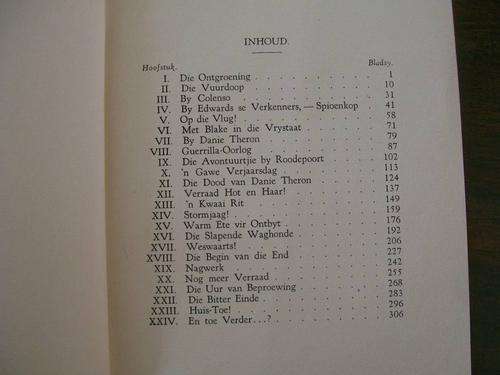 INHOUD.
Hoofstuk. Bladsy.
I. Die Ontgroening . . . . . . . . 1
II. Die Vuurdoop . . . . . . . . 10
III. By Colenso . . . . . . . . 31
IV. By Edwards se Verkenners, — Spioenkop . 41
V. Op die Vlug! . . . . . . . . 58
VI. Met Blake in die Vrystaat . . . . . 71
VII. By Danie Theron . . . . . . . 79
VIII. Guerrilla-Oorlog . . . . . . . 87
IX. Die Avontuurtjie by Roodepoort . . . . 102
X. 'n Gawe Verjaarsdag . . . . . . 113
XI. Die Dood van Danie Theron . . . . . 124
XII. Verraad Hot en Haar! . . . . . . 137
XIII. 'n Kwaai Rit . . . . . . . . 149
XIV. Stormjaag! . . . . . . . . 159
XV. Warm Ete vir Ontbyt . . . . . . 176
XVI. Die Slapende Waghonde . . . . . . 192
XVII. Weswaarts! . . . . . . . . 206
XVIII. Die Begin van die End . . . . . . 227
XIX. Nagwerk . . . . . . . . 242
XX. Nog meer Verraad . . . . . . . 255
XXI. Die Uur van Beproewing . . . . . . 268
XXII. Die Bitter Einde . . . . . . . 283
XXIII. Huis-Toe! . . . . . . . . 296
XXIV. En toe Verder . . . ? . . . . . . 306